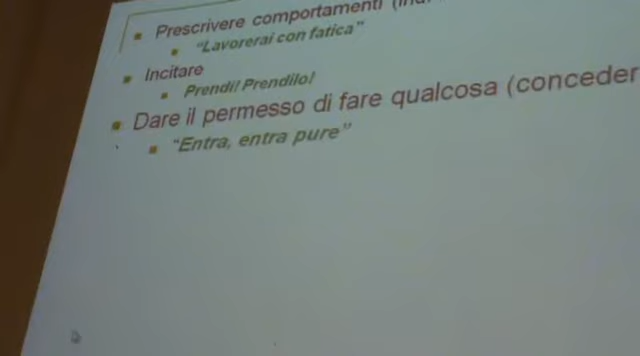 Prescrivere comportamenti
"Lavorerai con fatica"
Incitare
Prendi! Prendilo!
Dare il permesso di fare qualcosa (conceder
"Entra, entra pure"